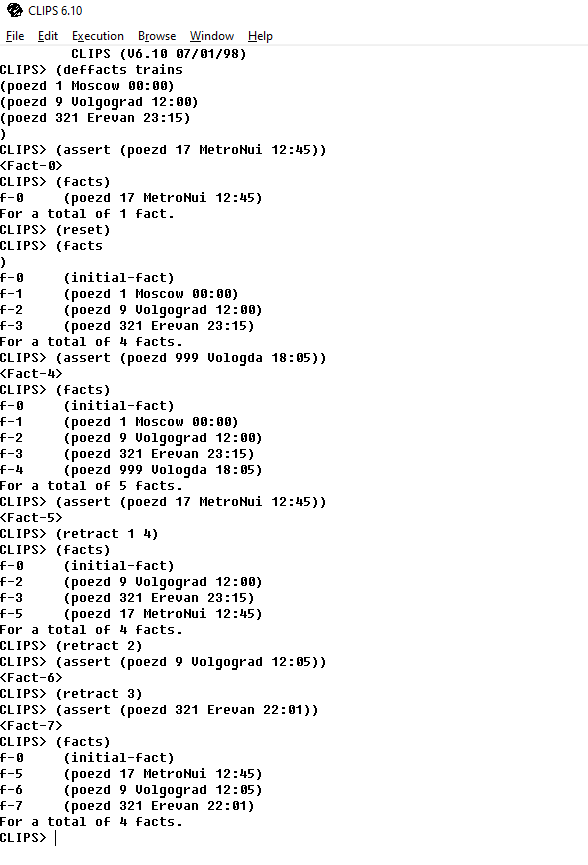 CLIPS 6.10
File Edit Execution Browse Window Help
CLIPS (V6.10 07/01/98)
CLIPS> (deffacts trains
(poezd 1 Moscow 00:00)
(poezd 9 Volgograd 12:00)
(poezd 321 Erevan 23:15)
)
CLIPS> (assert (poezd 17 MetroNui 12:45))
<Fact-0>
CLIPS> (facts)
f-0 (poezd 17 MetroNui 12:45)
For a total of 1 fact.
CLIPS> (reset)
CLIPS> (facts
)
f-0 (initial-fact)
f-1 (poezd 1 Moscow 00:00)
f-2 (poezd 9 Volgograd 12:00)
f-3 (poezd 321 Erevan 23:15)
For a total of 4 facts.
CLIPS> (assert (poezd 999 Vologda 18:05))
<Fact-4>
CLIPS> (facts)
f-0 (initial-fact)
f-1 (poezd 1 Moscow 00:00)
f-2 (poezd 9 Volgograd 12:00)
f-3 (poezd 321 Erevan 23:15)
f-4 (poezd 999 Vologda 18:05)
For a total of 5 facts.
CLIPS> (assert (poezd 17 MetroNui 12:45))
<Fact-5>
CLIPS> (retract 1 4)
CLIPS> (facts)
f-0 (initial-fact)
f-2 (poezd 9 Volgograd 12:00)
f-3 (poezd 321 Erevan 23:15)
f-5 (poezd 17 MetroNui 12:45)
For a total of 4 facts.
CLIPS> (retract 2)
CLIPS> (assert (poezd 9 Volgograd 12:05))
<Fact-6>
CLIPS> (retract 3)
CLIPS> (assert (poezd 321 Erevan 22:01))
<Fact-7>
CLIPS> (facts)
f-0 (initial-fact)
f-5 (poezd 17 MetroNui 12:45)
f-6 (poezd 9 Volgograd 12:05)
f-7 (poezd 321 Erevan 22:01)
For a total of 4 facts.
CLIPS>